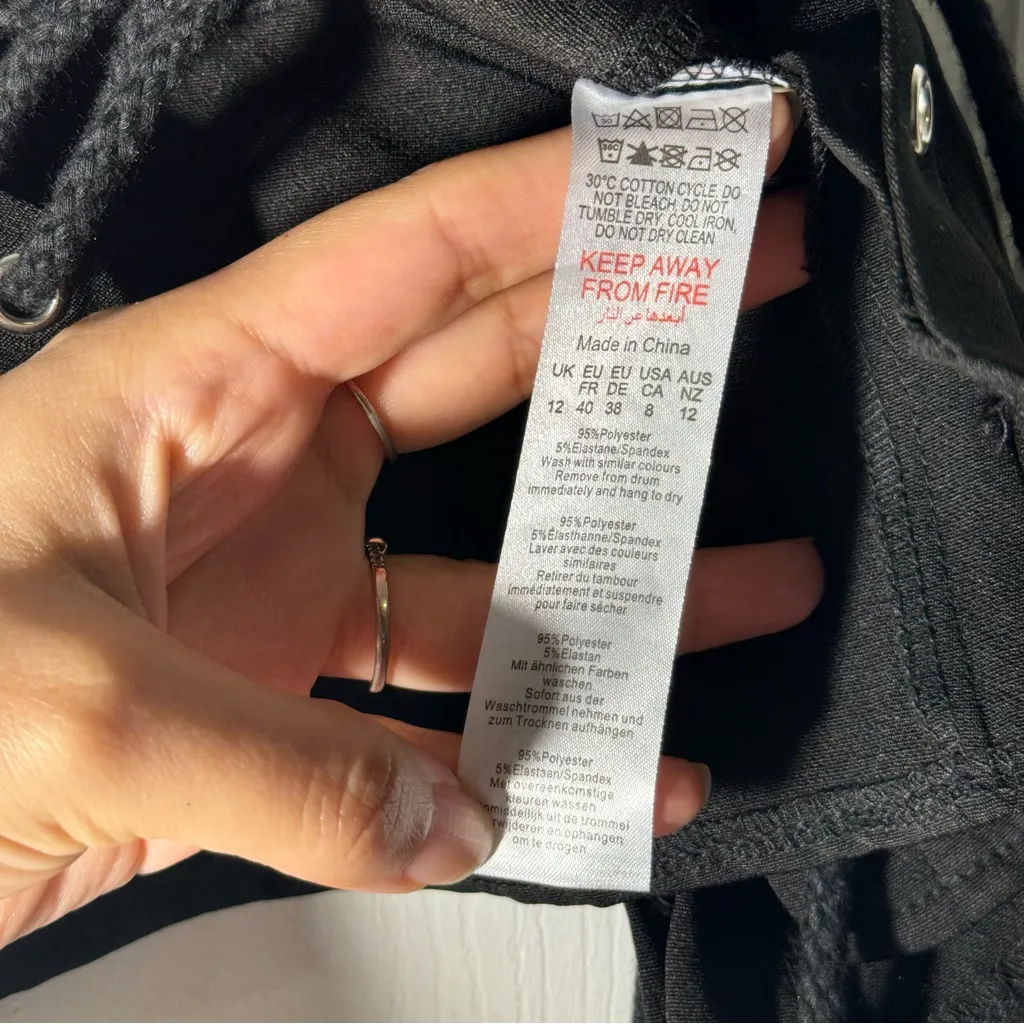 30
30C
30°C COTTON CYCLE, DO
NOT BLEACH, DO NOT
TUMBLE DRY, COOL IRON,
DO NOT DRY CLEAN
KEEP AWAY
FROM FIRE
أبعدها عن النار
Made in China
UK EU EU USA AUS
FR DE CA NZ
12 40 38 8 12
95%Polyester
5%Elastane/Spandex
Wash with similar colours
Remove from drum
immediately and hang to dry
95%Polyester
5%Élasthanne/Spandex
Laver avec des couleurs
similaires
Retirer du tambour
immédiatement et suspendre
pour faire sécher
95%Polyester
5%Elastan
Mit ähnlichen Farben
waschen
Sofort aus der
Waschtrommel nehmen und
zum Trocknen aufhängen
95%Polyester
5%Elastaan/Spandex
Met overeenkomstige
kleuren wassen
nmiddellijk uit de trommel
rwijderen en ophangen
om te drogen